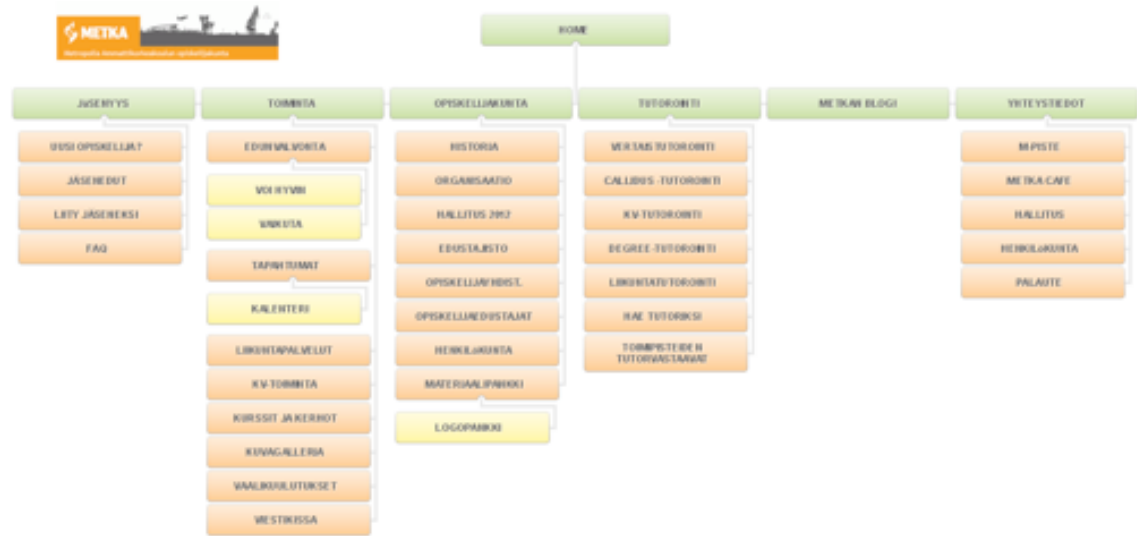 METKA
Metropolia Ammattikorkeakoulun opiskelijakunta
HOME
JäSENYYS
UUSI OPISKELIJA?
JÄSENEDUT
LIITY JÄSENEKSI
FAQ
TOIMINTA
EDUNVALVONTA
VOI HYVIN
VAIKUTA
TAPAHTUMAT
KALENTERI
LIIKUNTAPALVELUT
KV-TOIMINTA
KURSSIT JA KERHOT
KUVAGALLERIA
VAALIKUULUTUKSET
VIESTIKISSA
OPISKELIJAKUNTA
HISTORIA
ORGANISAATIO
HALLITUS 2012
EDUSTAJISTO
OPISKELIJAYHDIST.
OPISKELIJAEDUSTAJAT
HENKILöKUNTA
MATERIAALIPANKKI
LOGOPANKKI
TUTOROINTI
VERTAISTUTOROINTI
CALLIDUS -TUTOROINTI
KV-TUTOROINTI
DEGREE-TUTOROINTI
LIIKUNTATUTOROINTI
HAE TUTORIKSI
TOIMIPISTEIDEN
TUTORVASTAAVAT
METKAN BLOGI
YHTEYSTIEDOT
M-PISTE
METKA CAFE
HALLITUS
HENKILöKUNTA
PALAUTE